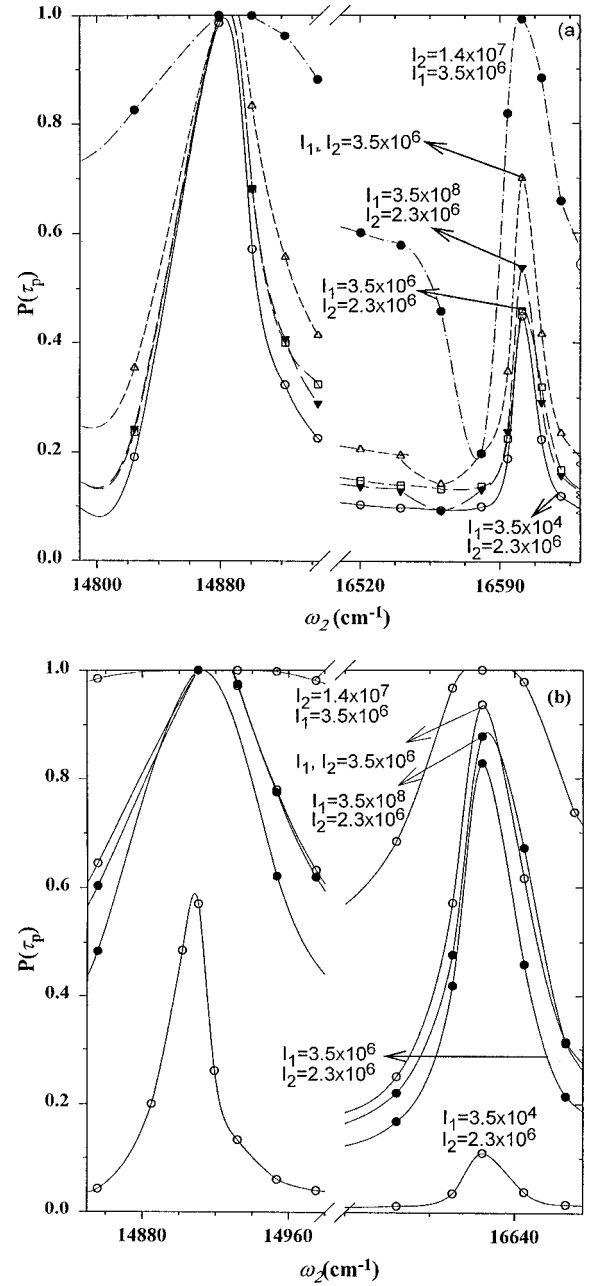 1.0
0.8
0.6
0.4
0.2
0.0
P(τp)
(a)
I2=1.4x10^7
I1=3.5x10^6
I1, I2=3.5x10^6
I1=3.5x10^8
I2=2.3x10^6
I1=3.5x10^6
I2=2.3x10^6
I1=3.5x10^4
I2=2.3x10^6
14800 14880 16520 16590
ω2 (cm-1)
1.0
0.8
0.6
0.4
0.2
0.0
P(τp)
(b)
I2=1.4x10^7
I1=3.5x10^6
I1, I2=3.5x10^6
I1=3.5x10^8
I2=2.3x10^6
I1=3.5x10^6
I2=2.3x10^6
I1=3.5x10^4
I2=2.3x10^6
14880 14960 16640
ω2 (cm-1)